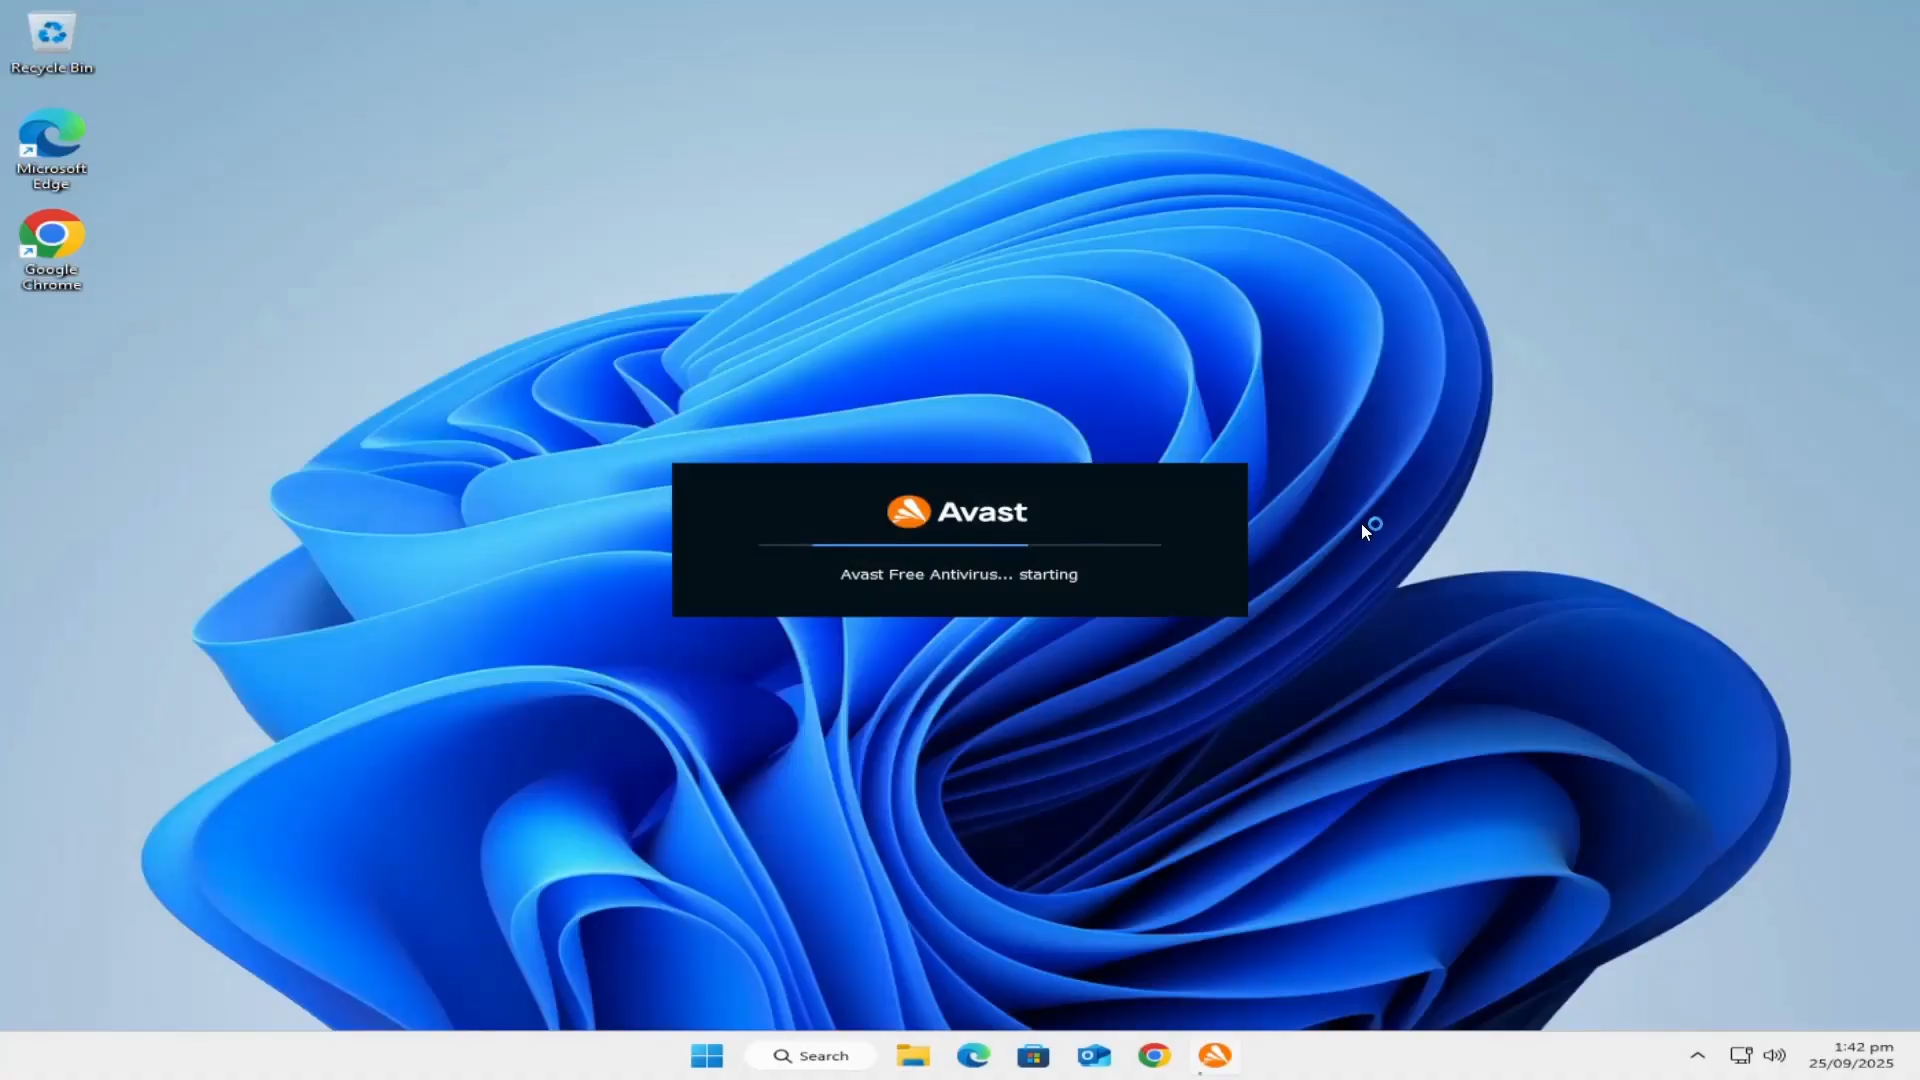 Recycle Bin
Microsoft
Edge
Google
Chrome
Avast
Avast Free Antivirus... starting
Search
1:42 pm
25/09/2025